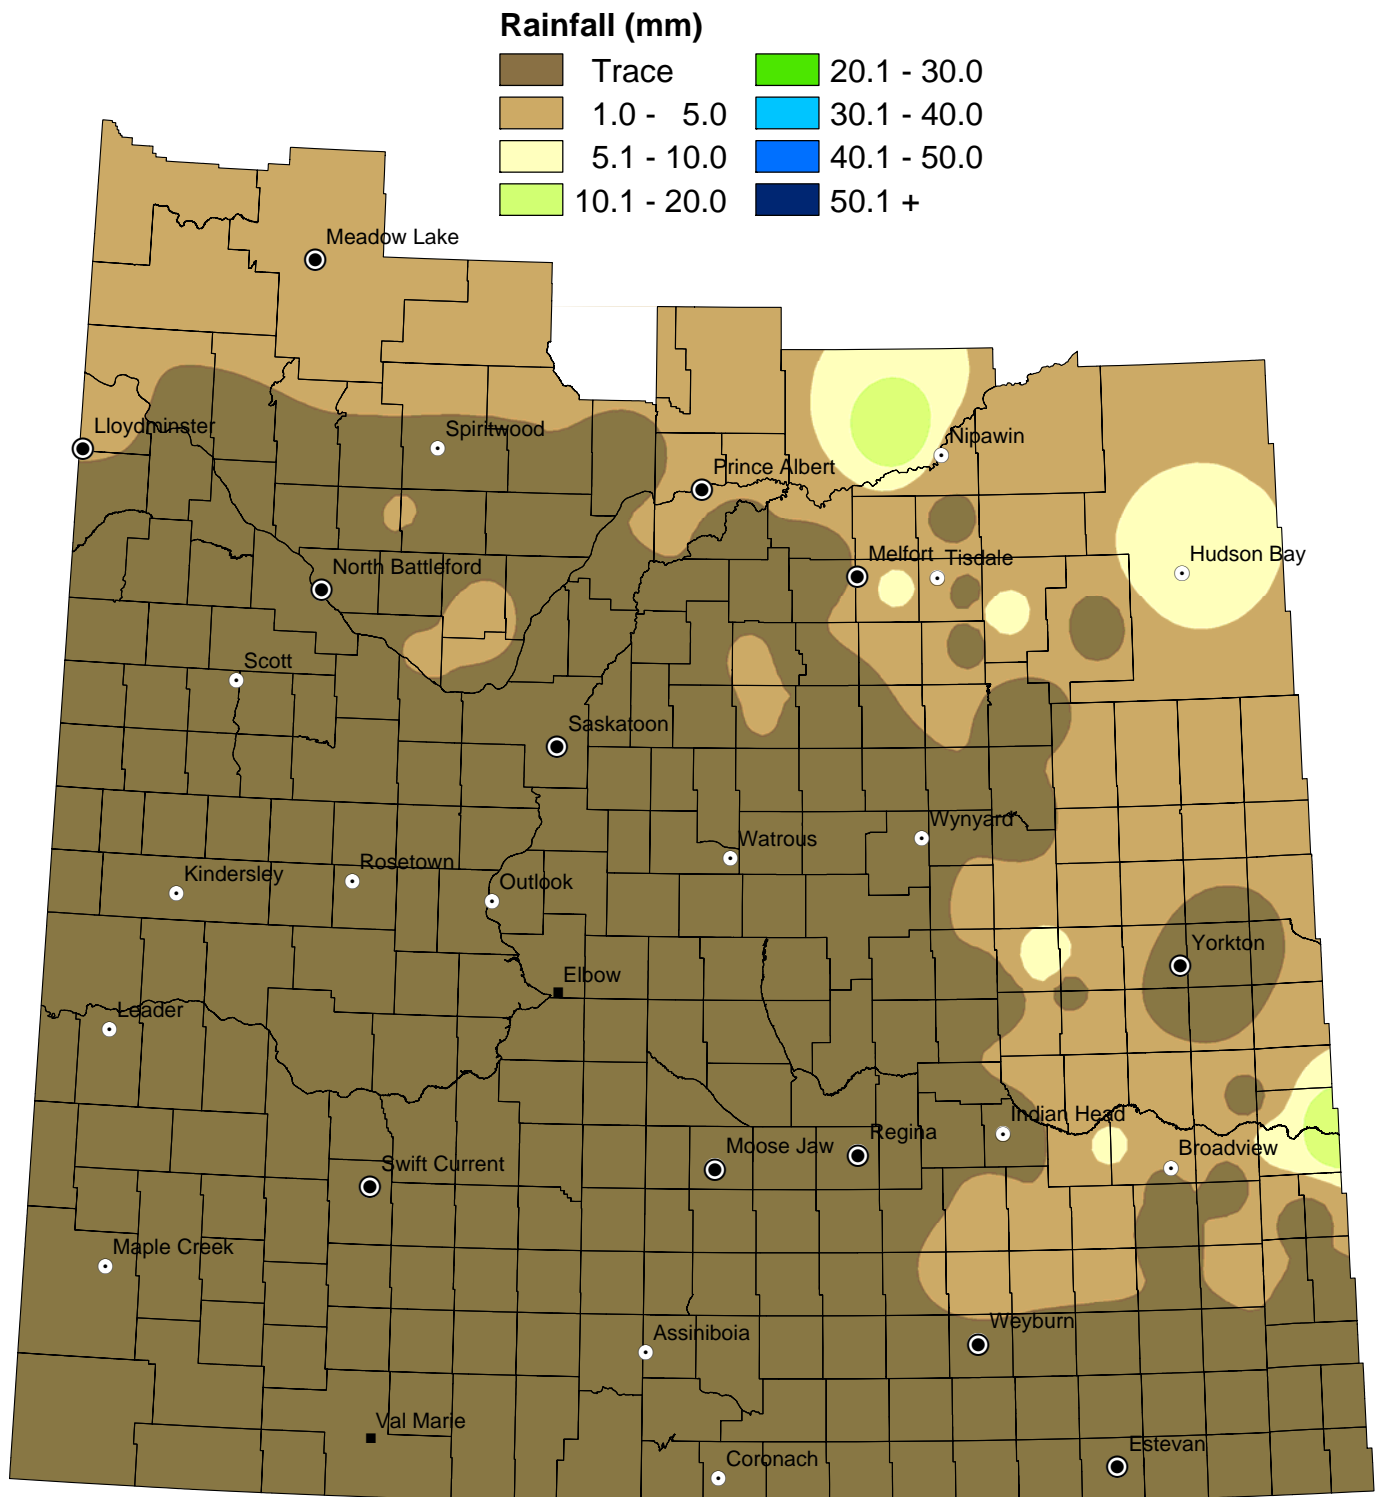 Rainfall (mm)
Trace
20.1 - 30.0
1.0 - 5.0
30.1 - 40.0
5.1 - 10.0
40.1 - 50.0
10.1 - 20.0
50.1 +
Meadow Lake
Lloydminster
Spiritwood
Nipawin
Prince Albert
Melfort
Tisdale
Hudson Bay
North Battleford
Scott
Saskatoon
Wynyard
Watrous
Rosetown
Kindersley
Outlook
Yorkton
Elbow
Leader
Indian Head
Regina
Moose Jaw
Broadview
Swift Current
Maple Creek
Weyburn
Assiniboia
Val Marie
Estevan
Coronach